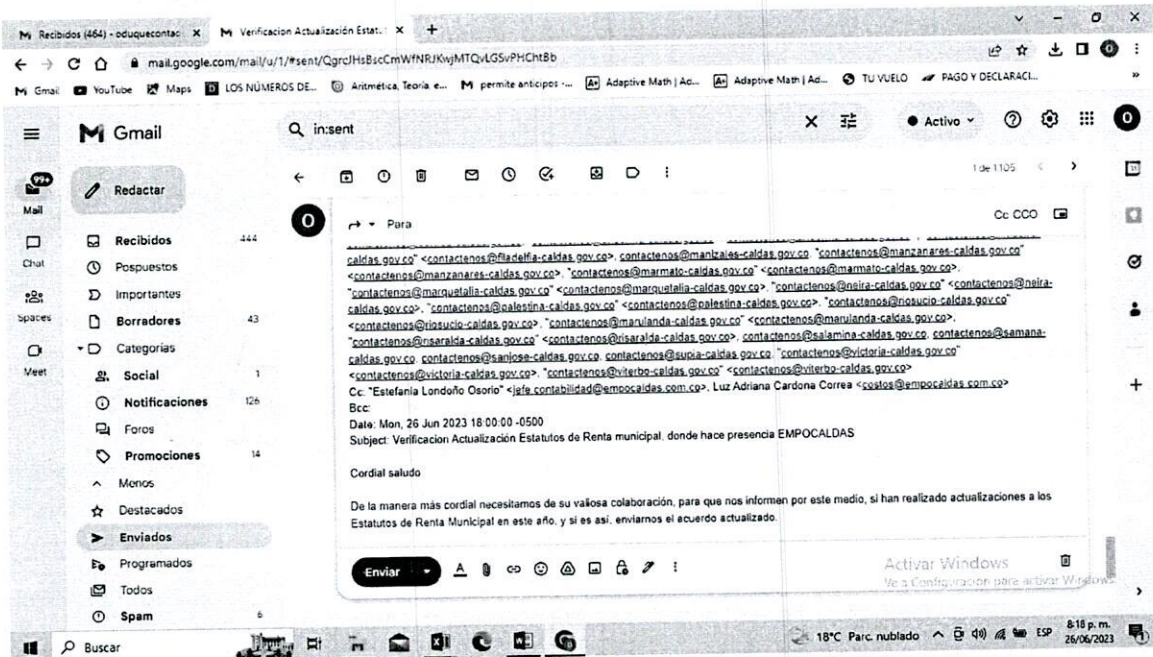 Recibidos (464) - oduquecontac
Verificacion Actualización Estatu
mail.google.com/mail/u/1/#sent/QgrcJHsBscCmWfNRJKwjMTQvLGSvPHChtBb
Gmail YouTube Maps LOS NÚMEROS DE... Aritmética, Teoría, e... permite anticipos -... Adaptive Math | Ad... Adaptive Math | Ad... TU VUELO PAGO Y DECLARACI...
Gmail
in:sent
Activo
O
99+
Mail
Chat
Spaces
Meet
Redactar
Recibidos 444
Pospuestos
Importantes
Borradores 43
Categorías
Social 1
Notificaciones 126
Foros
Promociones 14
Menos
Destacados
Enviados
Programados
Todos
Spam 6
1 de 1105
O
Para
Cc CCO
caldas.gov.co" <contactenos@filadelfia-caldas.gov.co>, contactenos@manizales-caldas.gov.co, "contactenos@manzanares-caldas.gov.co"
<contactenos@manzanares-caldas.gov.co>, "contactenos@marmato-caldas.gov.co" <contactenos@marmato-caldas.gov.co>,
"contactenos@marquetalia-caldas.gov.co" <contactenos@marquetalia-caldas.gov.co>, "contactenos@neira-caldas.gov.co" <contactenos@neira-
caldas.gov.co>, "contactenos@palestina-caldas.gov.co" <contactenos@palestina-caldas.gov.co>, "contactenos@riosucio-caldas.gov.co"
<contactenos@riosucio-caldas.gov.co>, "contactenos@marulanda-caldas.gov.co" <contactenos@marulanda-caldas.gov.co>,
"contactenos@risaralda-caldas.gov.co" <contactenos@risaralda-caldas.gov.co>, contactenos@salamina-caldas.gov.co, contactenos@samana-
caldas.gov.co, contactenos@sanjose-caldas.gov.co, contactenos@supia-caldas.gov.co, "contactenos@victoria-caldas.gov.co"
<contactenos@victoria-caldas.gov.co>, "contactenos@viterbo-caldas.gov.co" <contactenos@viterbo-caldas.gov.co>
Cc: "Estefania Londoño Osorio" <jefe.contabilidad@empocaldas.com.co>, Luz Adriana Cardona Correa <costos@empocaldas.com.co>
Bcc:
Date: Mon, 26 Jun 2023 18:00:00 -0500
Subject: Verificacion Actualización Estatutos de Renta municipal, donde hace presencia EMPOCALDAS
Cordial saludo
De la manera más cordial necesitamos de su valiosa colaboración, para que nos informen por este medio, si han realizado actualizaciones a los
Estatutos de Renta Municipal en este año, y si es así, enviarnos el acuerdo actualizado.
Enviar
Activar Windows
Ve a Configuración para activar Windows.
Buscar
18°C Parc. nublado
ESP
8:18 p. m.
26/06/2023